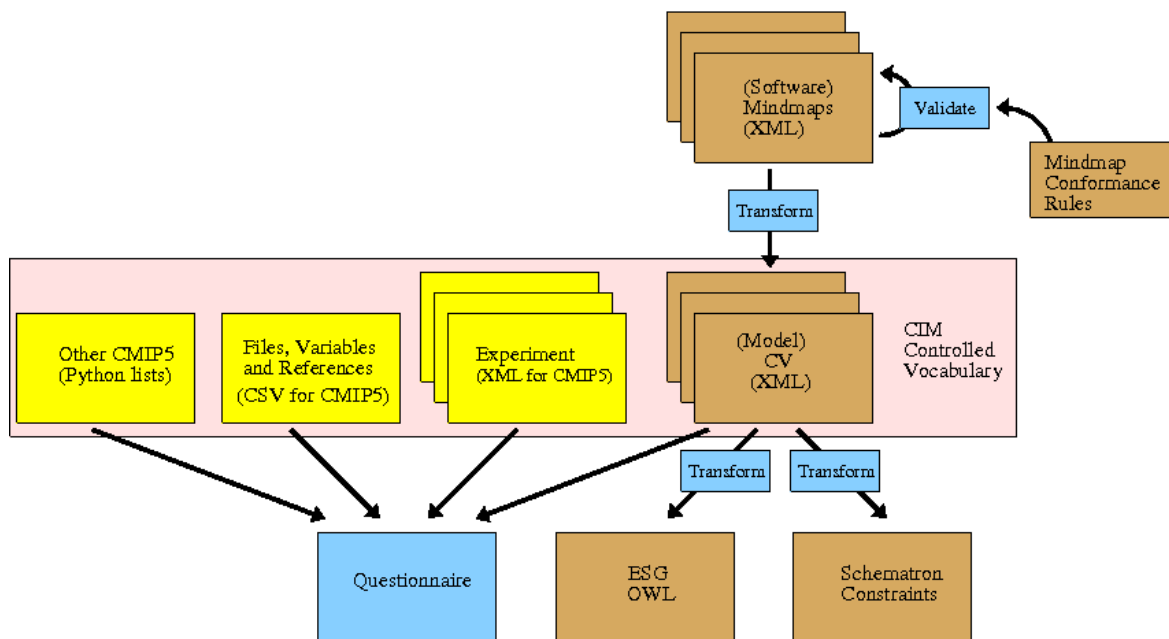 (Software)
Mindmaps
(XML)
Validate
Mindmap
Conformance
Rules
Transform
Other CMIP5
(Python lists)
Files, Variables
and References
(CSV for CMIP5)
Experiment
(XML for CMIP5)
(Model)
CV
(XML)
CIM
Controlled
Vocabulary
Transform
Transform
Questionnaire
ESG
OWL
Schematron
Constraints